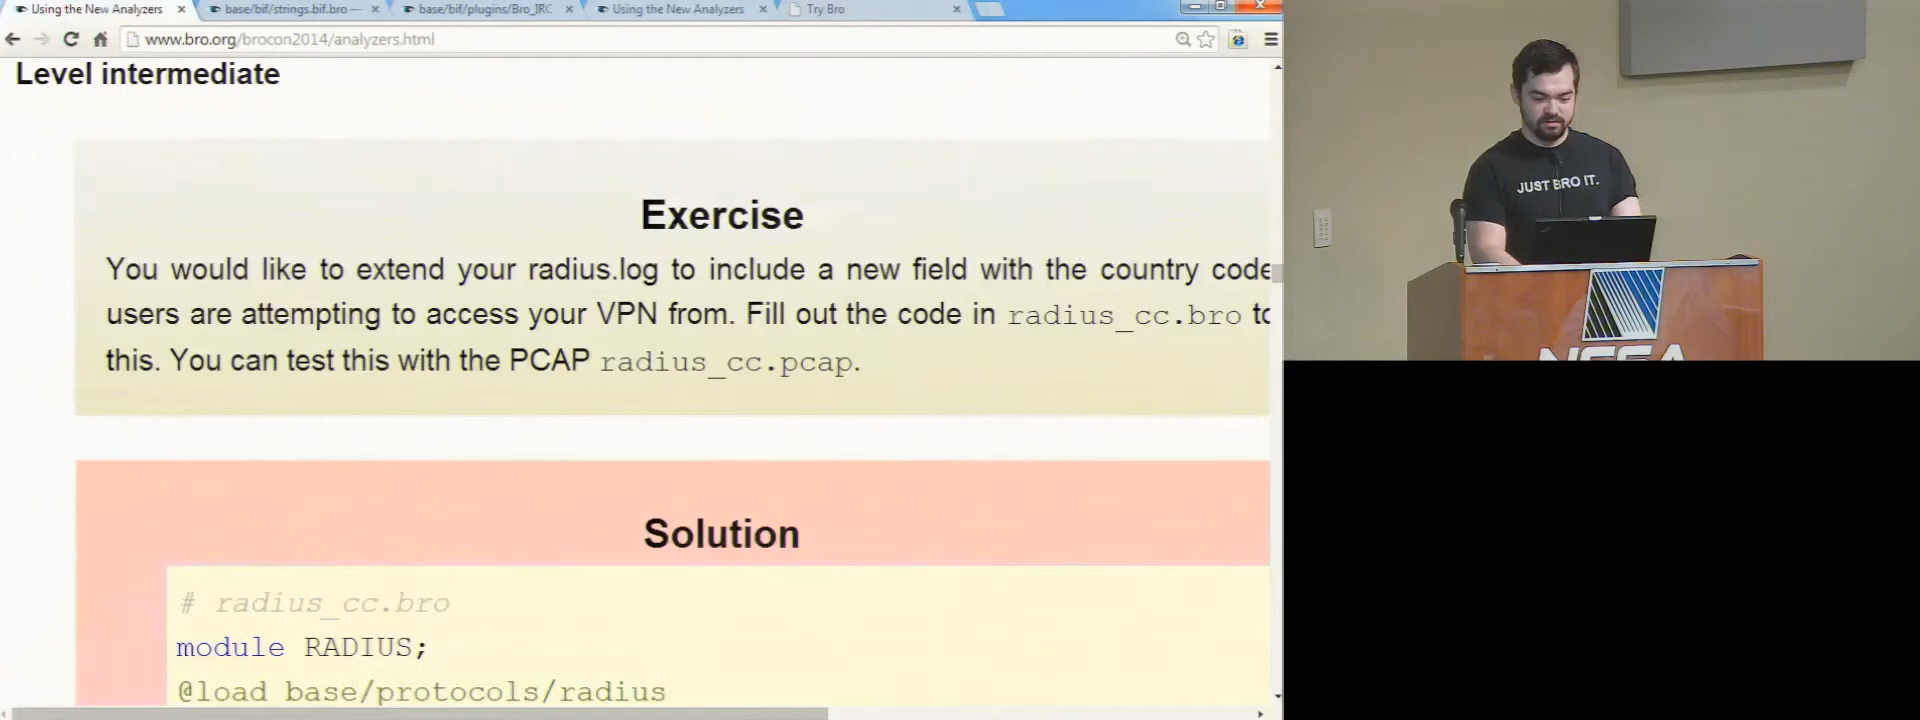 Using the New Analyzers
base/bif/strings.bif.bro —
base/bif/plugins/Bro_IRC
Using the New Analyzers
Try Bro
www.bro.org/brocon2014/analyzers.html
Level intermediate
Exercise
You would like to extend your radius.log to include a new field with the country code
users are attempting to access your VPN from. Fill out the code in radius_cc.bro to
this. You can test this with the PCAP radius_cc.pcap.
Solution
# radius_cc.bro
module RADIUS;
@load base/protocols/radius
JUST BRO IT.
NCSA